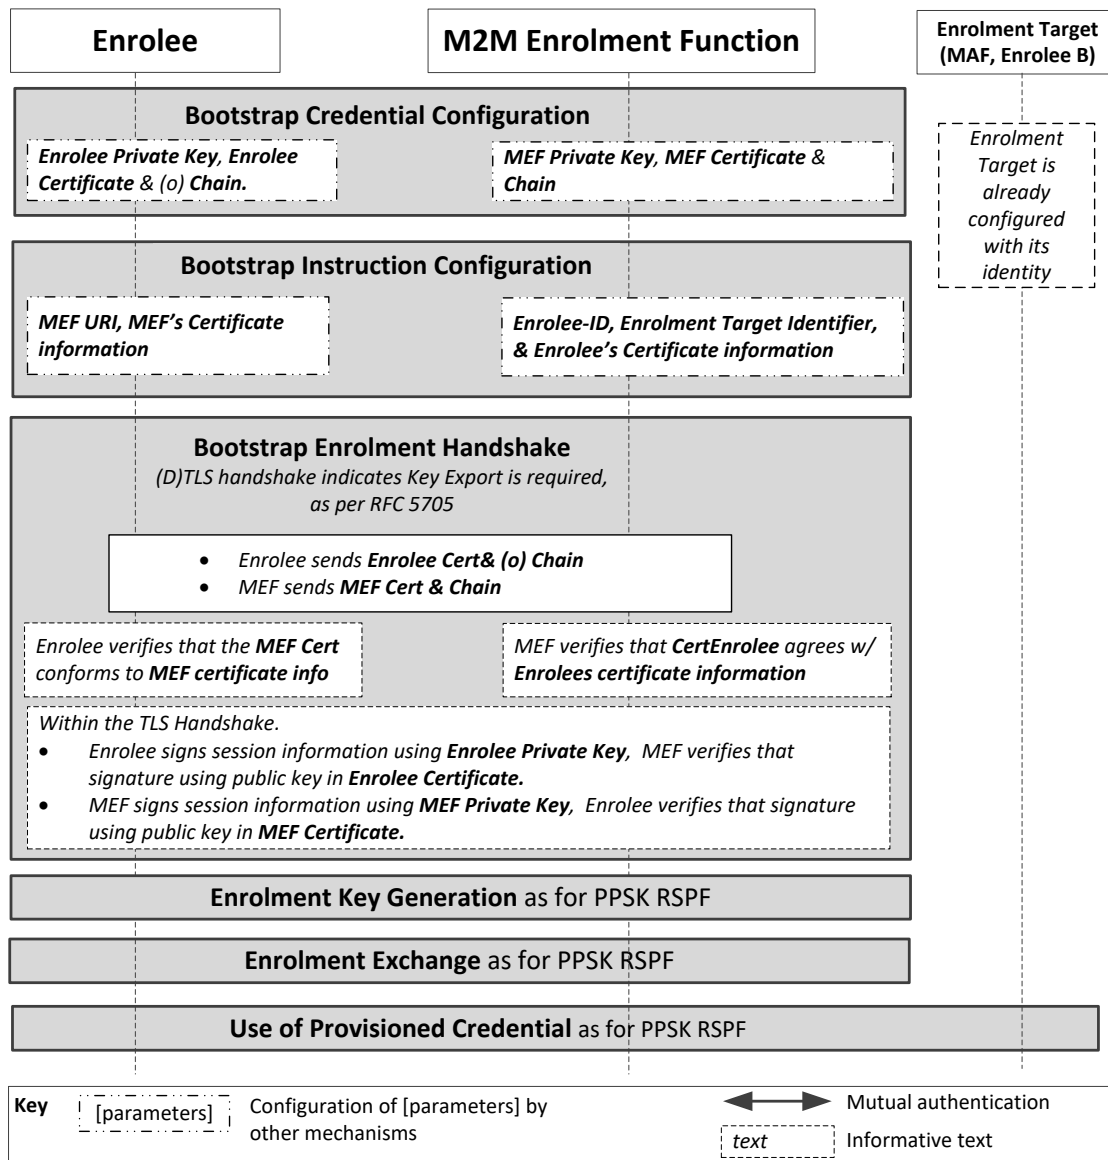 Enrolee
M2M Enrolment Function
Enrolment Target
(MAF, Enrolee B)
Bootstrap Credential Configuration
Enrolee Private Key, Enrolee
Certificate & (o) Chain.
MEF Private Key, MEF Certificate &
Chain
Enrolment
Target is
already
configured
with its
identity
Bootstrap Instruction Configuration
MEF URI, MEF's Certificate
information
Enrolee-ID, Enrolment Target Identifier,
& Enrolee's Certificate information
Bootstrap Enrolment Handshake
(D)TLS handshake indicates Key Export is required,
as per RFC 5705
• Enrolee sends Enrolee Cert& (o) Chain
• MEF sends MEF Cert & Chain
Enrolee verifies that the MEF Cert
conforms to MEF certificate info
MEF verifies that CertEnrolee agrees w/
Enrolees certificate information
Within the TLS Handshake.
• Enrolee signs session information using Enrolee Private Key, MEF verifies that
signature using public key in Enrolee Certificate.
• MEF signs session information using MEF Private Key, Enrolee verifies that signature
using public key in MEF Certificate.
Enrolment Key Generation as for PPSK RSPF
Enrolment Exchange as for PPSK RSPF
Use of Provisioned Credential as for PPSK RSPF
Key
[parameters]
Configuration of [parameters] by
other mechanisms
Mutual authentication
text
Informative text